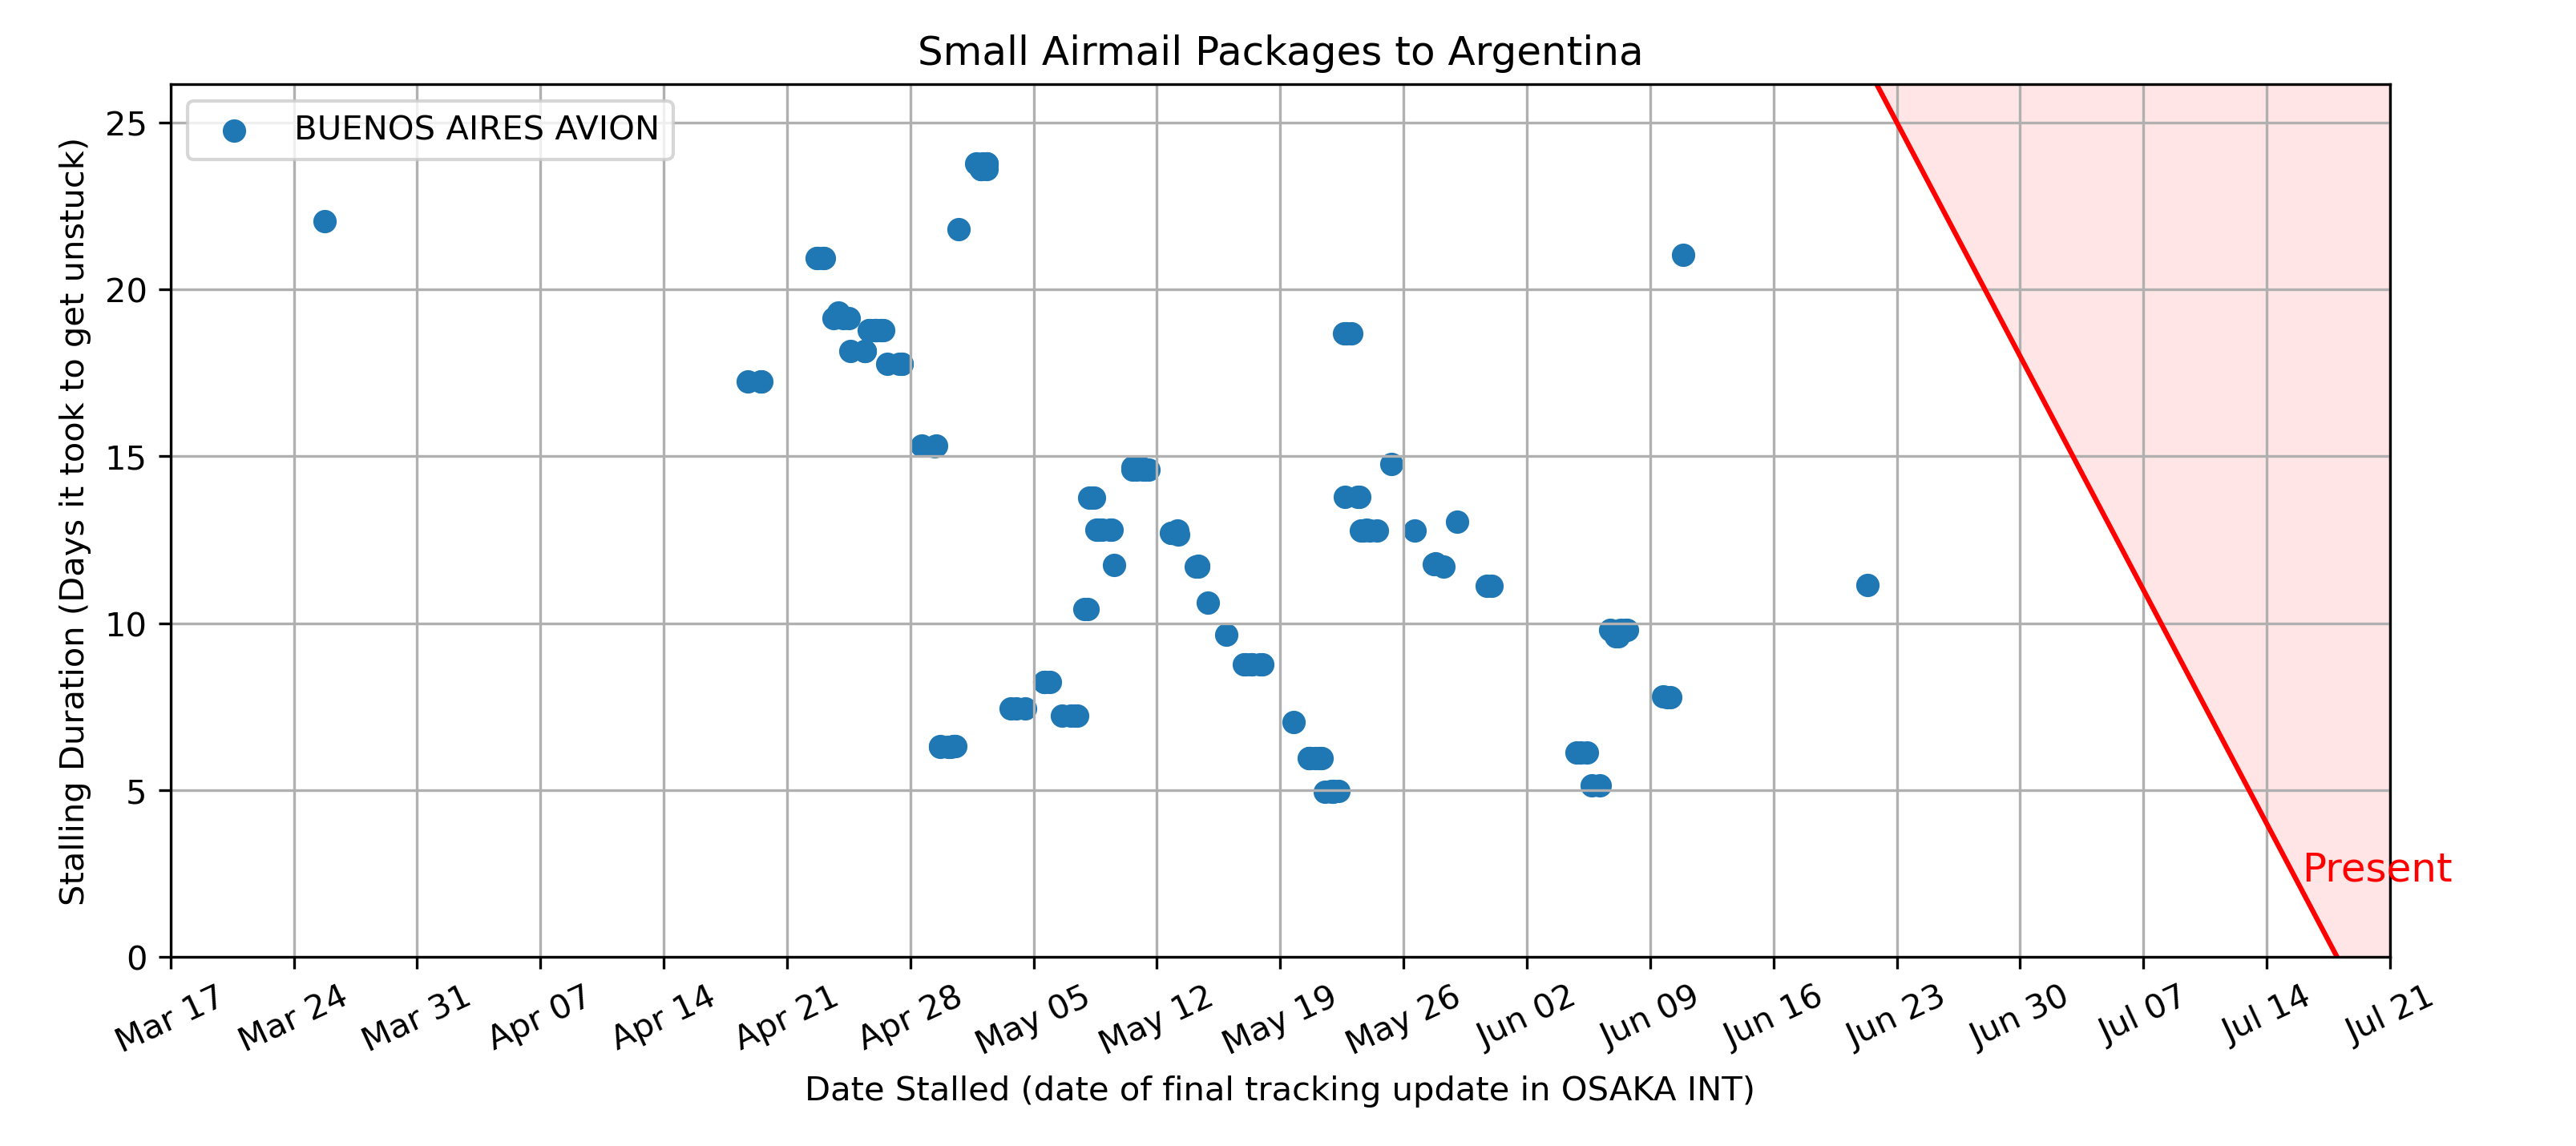 Small Airmail Packages to Argentina
BUENOS AIRES AVION
Stalling Duration (Days it took to get unstuck)
25
20
15
10
5
0
Present
Mar 17 Mar 24 Mar 31 Apr 07 Apr 14 Apr 21 Apr 28 May 05 May 12 May 19 May 26 Jun 02 Jun 09 Jun 16 Jun 23 Jun 30 Jul 07 Jul 14 Jul 21
Date Stalled (date of final tracking update in OSAKA INT)